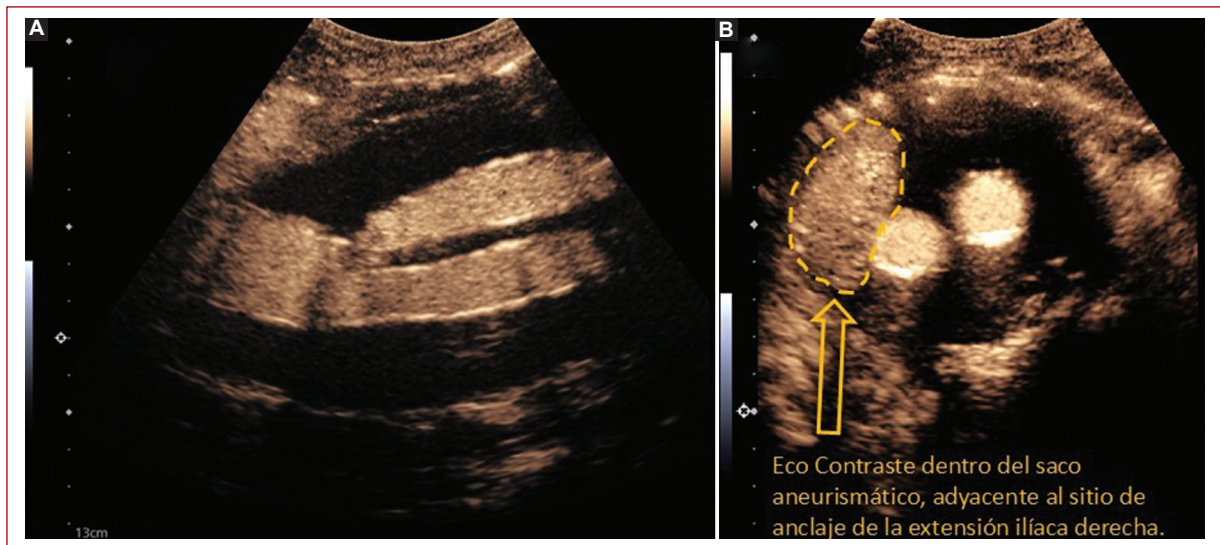 A
B
13cm
Eco Contraste dentro del saco
aneurismático, adyacente al sitio de
anclaje de la extensión ilíaca derecha.